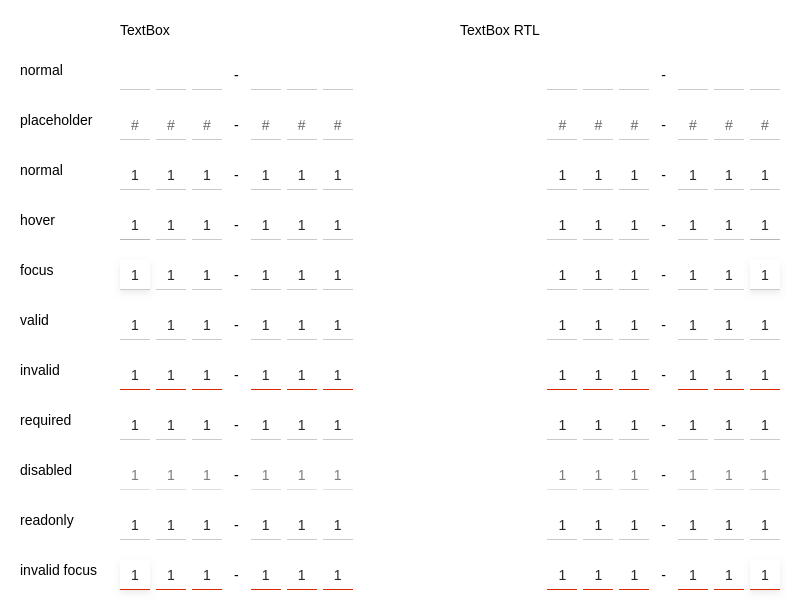 TextBox TextBox RTL
normal - -
placeholder # # # - # # # # # # - # # #
normal 1 1 1 - 1 1 1 1 1 1 - 1 1 1
hover 1 1 1 - 1 1 1 1 1 1 - 1 1 1
focus 1 1 1 - 1 1 1 1 1 1 - 1 1 1
valid 1 1 1 - 1 1 1 1 1 1 - 1 1 1
invalid 1 1 1 - 1 1 1 1 1 1 - 1 1 1
required 1 1 1 - 1 1 1 1 1 1 - 1 1 1
disabled 1 1 1 - 1 1 1 1 1 1 - 1 1 1
readonly 1 1 1 - 1 1 1 1 1 1 - 1 1 1
invalid focus 1 1 1 - 1 1 1 1 1 1 - 1 1 1